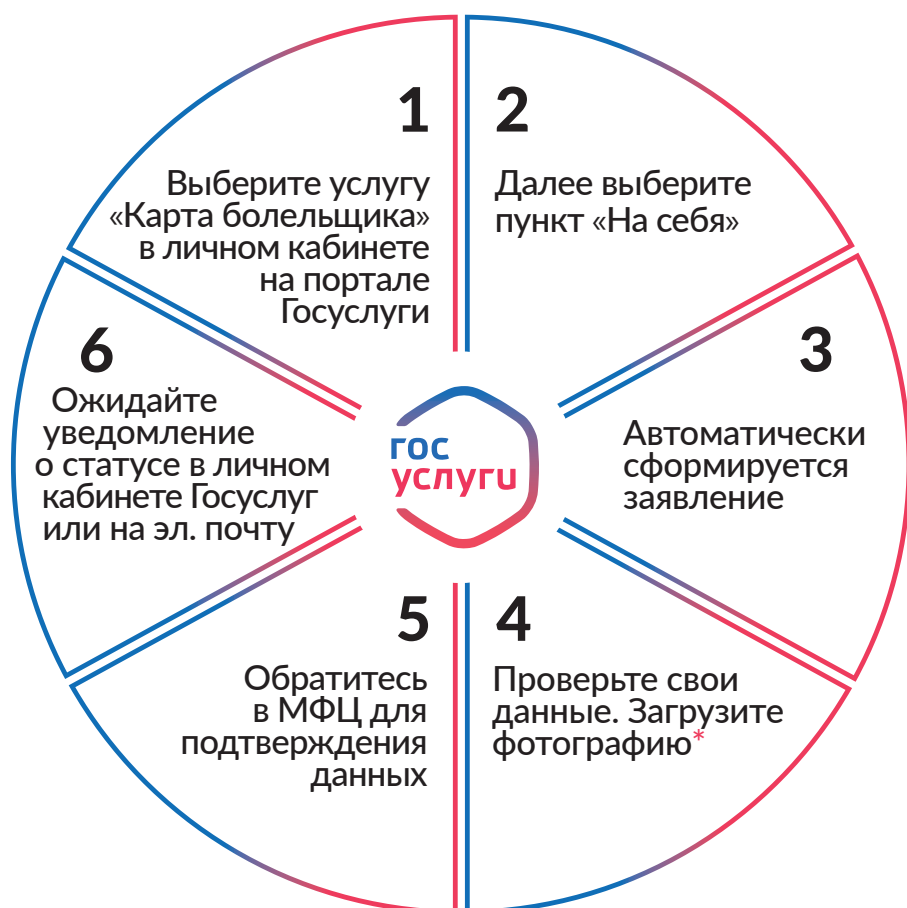 1
Выберите услугу
«Карта болельщика»
в личном кабинете
на портале
Госуслуги
2
Далее выберите
пункт «На себя»
3
Автоматически
сформируется
заявление
4
Проверьте свои
данные. Загрузите
фотографию*
5
Обратитесь
в МФЦ для
подтверждения
данных
6
Ожидайте
уведомление
о статусе в личном
кабинете Госуслуг
или на эл. почту
гос
услуги